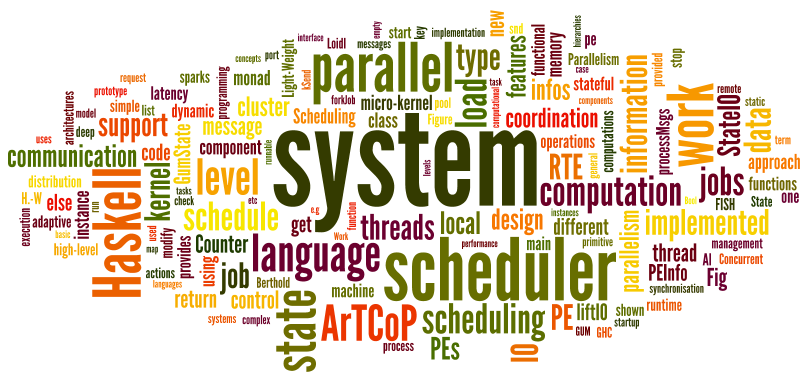 system
scheduler
parallel
Haskell
language
computation
work
state
ArTCoP
scheduling
information
communication
level
schedule
implemented
threads
load
type
jobs
job
kernel
support
StateIO
data
RTE
PE
PEs
IO
local
design
coordination
message
cluster
monad
features
infos
micro-kernel
class
Scheduling
component
code
GumState
dynamic
latency
sparks
programming
Light-Weight
Loidl
messages
interface
empty
start
key
implementation
new
snd
functional
memory
hierarchies
pe
Parallelism
case
stateful
components
computations
provided
stop
processMsgs
remote
static
term
approach
functions
State
one
FISH
operations
general
task
computational
pool
Figure
forkJob
kSend
port
concepts
request
prototype
simple
list
architectures
model
deep
uses
distribution
H.-W
else
adaptive
execution
basic
instance
run
high-level
used
map
modify
provides
actions
languages
using
Counter
tasks
check
etc
runnable
get
e.g
Work
function
levels
performance
main
instances
different
primitive
parallelism
thread
PEInfo
management
AI
Concurrent
synchronisation
Fig
runtime
shown
startup
liftIO
GUM
GHC
machine
process
Berthold
control
return
systems
complex